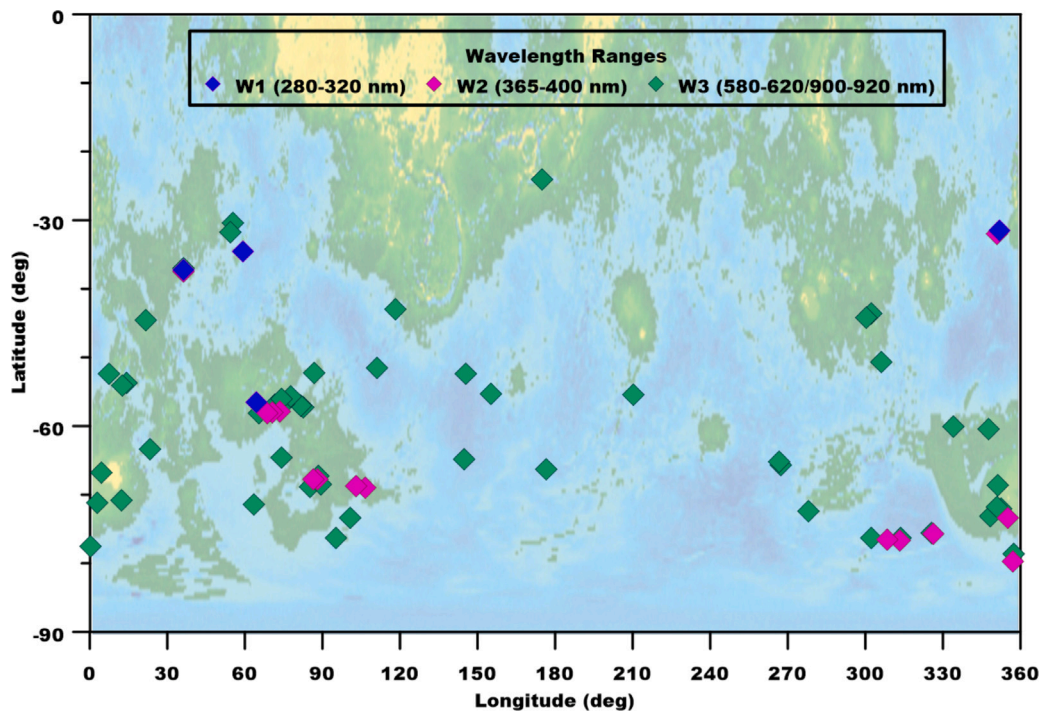 Wavelength Ranges
W1 (280-320 nm) W2 (365-400 nm) W3 (580-620/900-920 nm)
0
-30
-60
-90
Latitude (deg)
0 30 60 90 120 150 180 210 240 270 300 330 360
Longitude (deg)